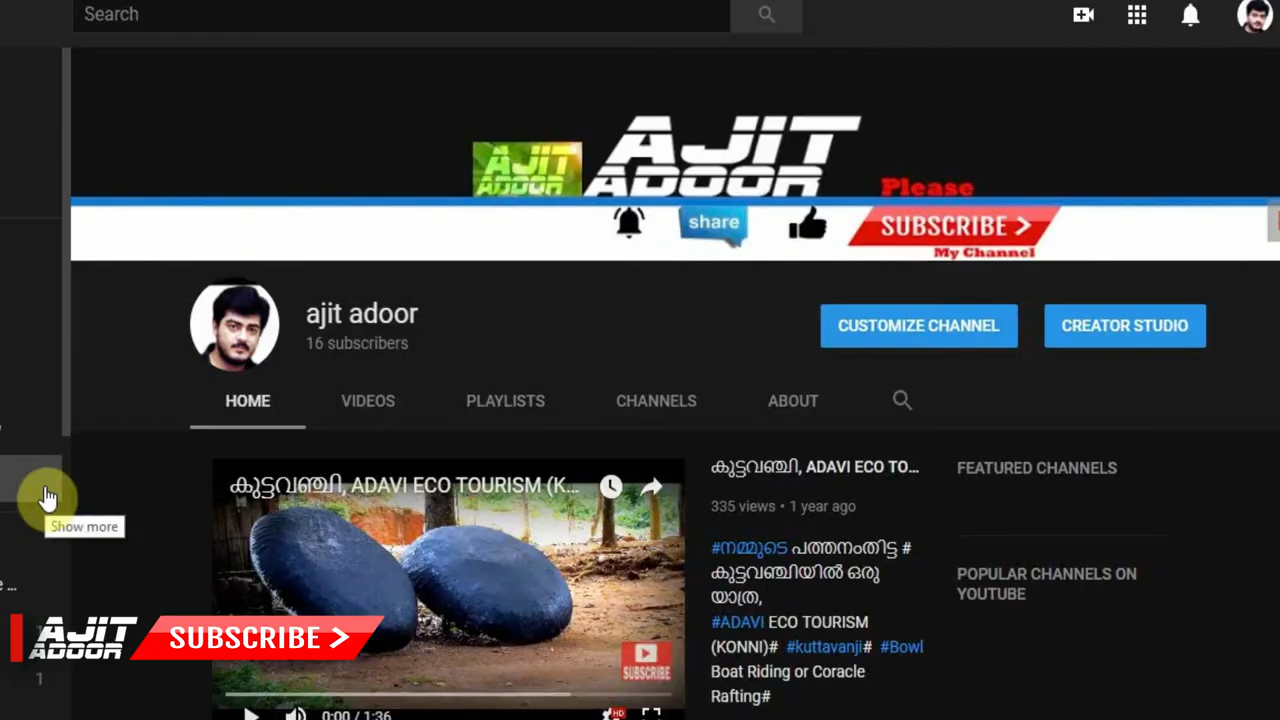 Search
AJIT
ADOOR
AJIT
ADOOR
Please
share
SUBSCRIBE >
My Channel
ajit adoor
16 subscribers
CUSTOMIZE CHANNEL
CREATOR STUDIO
HOME
VIDEOS
PLAYLISTS
CHANNELS
ABOUT
കുട്ടവഞ്ചി, ADAVI ECO TOURISM (K...
കുട്ടവഞ്ചി, ADAVI ECO TO...
335 views • 1 year ago
#നമ്മുടെ പത്തനംതിട്ട #
കുട്ടവഞ്ചിയിൽ ഒരു
യാത്ര,
#ADAVI ECO TOURISM
(KONNI)# #kuttavanji# #Bowl
Boat Riding or Coracle
Rafting#
FEATURED CHANNELS
POPULAR CHANNELS ON
YOUTUBE
Show more
AJIT
ADOOR
SUBSCRIBE >
1
SUBSCRIBE
0:00 / 1:36
HD